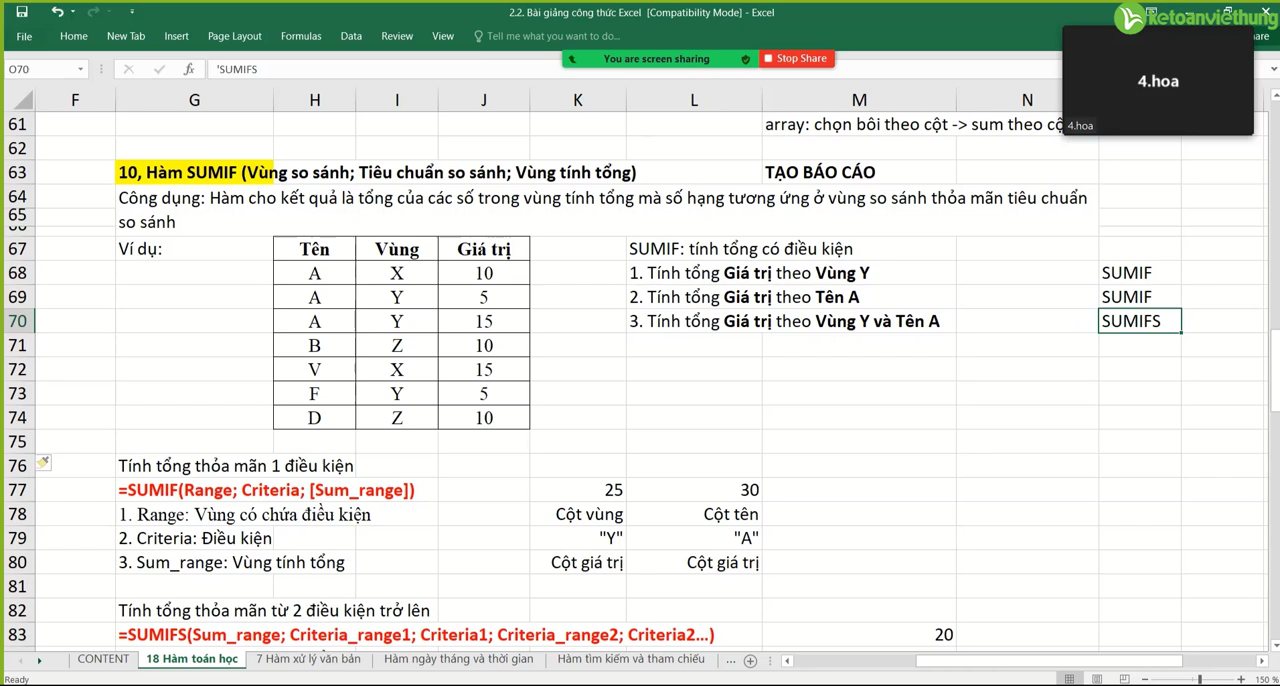 2.2. Bài giảng công thức Excel [Compatibility Mode] - Excel
ketoanviethung
File Home New Tab Insert Page Layout Formulas Data Review View Tell me what you want to do...
You are screen sharing Stop Share
4.hoa
4.hoa
O70 fx 'SUMIFS
F G H I J K L M N
61 array: chọn bôi theo cột -> sum theo
62
63 10, Hàm SUMIF (Vùng so sánh; Tiêu chuẩn so sánh; Vùng tính tổng) TẠO BÁO CÁO
64 Công dụng: Hàm cho kết quả là tổng của các số trong vùng tính tổng mà số hạng tương ứng ở vùng so sánh thỏa mãn tiêu chuẩn
65 so sánh
67 Ví dụ: Tên Vùng Giá trị SUMIF: tính tổng có điều kiện
68 A X 10 1. Tính tổng Giá trị theo Vùng Y SUMIF
69 A Y 5 2. Tính tổng Giá trị theo Tên A SUMIF
70 A Y 15 3. Tính tổng Giá trị theo Vùng Y và Tên A SUMIFS
71 B Z 10
72 V X 15
73 F Y 5
74 D Z 10
75
76 Tính tổng thỏa mãn 1 điều kiện
77 =SUMIF(Range; Criteria; [Sum_range]) 25 30
78 1. Range: Vùng có chứa điều kiện Cột vùng Cột tên
79 2. Criteria: Điều kiện "Y" "A"
80 3. Sum_range: Vùng tính tổng Cột giá trị Cột giá trị
81
82 Tính tổng thỏa mãn từ 2 điều kiện trở lên
83 =SUMIFS(Sum_range; Criteria_range1; Criteria1; Criteria_range2; Criteria2...) 20
CONTENT 18 Hàm toán học 7 Hàm xử lý văn bản Hàm ngày tháng và thời gian Hàm tìm kiếm và tham chiếu ...
Ready 150 %